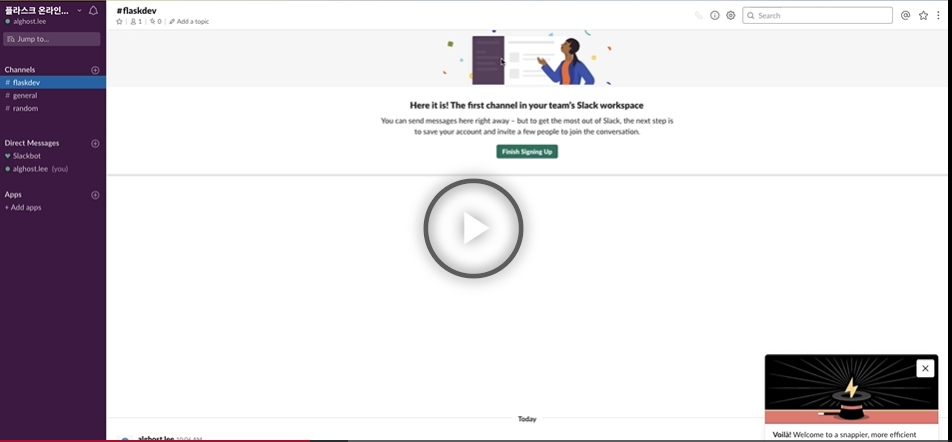 플라스크 온라인...
alghost.lee
Jump to...
Channels
# flaskdev
# general
# random
Direct Messages
Slackbot
alghost.lee (you)
Apps
+ Add apps
#flaskdev
1 | 0 | Add a topic
Search
Here it is! The first channel in your team's Slack workspace
You can send messages here right away – but to get the most out of Slack, the next step is
to save your account and invite a few people to join the conversation.
Finish Signing Up
Today
alghost.lee 10:06 AM
Voilà! Welcome to a snappier, more efficient